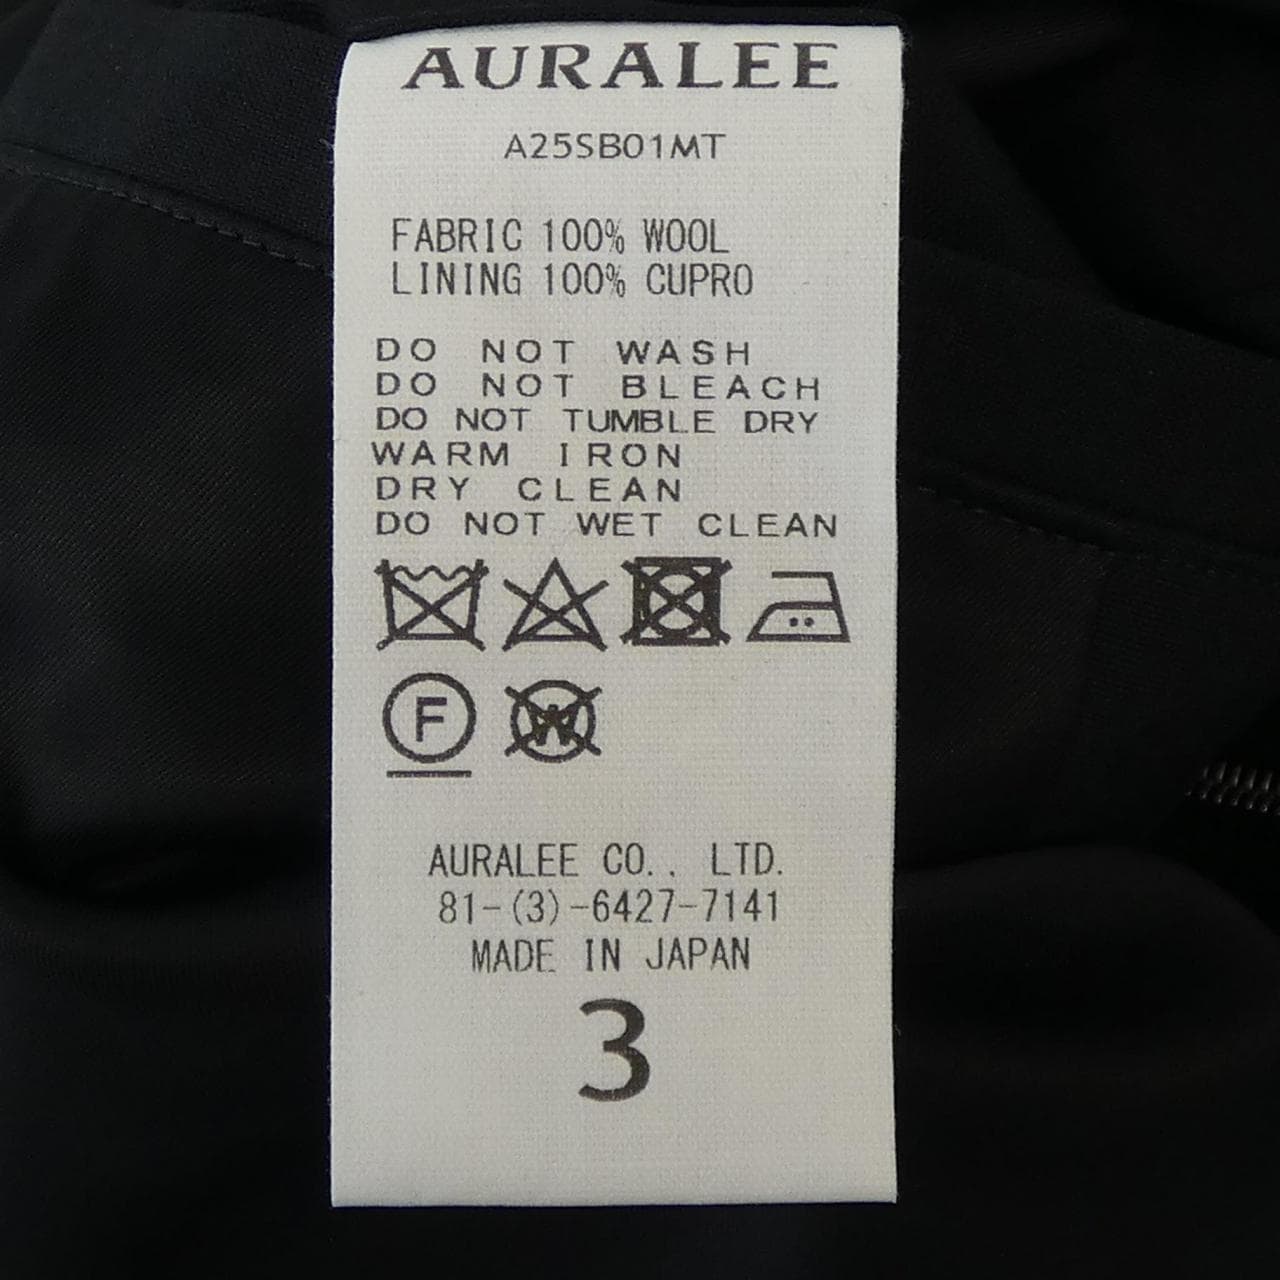 AURALEE
A25SB01MT
FABRIC 100% WOOL
LINING 100% CUPRO
DO NOT WASH
DO NOT BLEACH
DO NOT TUMBLE DRY
WARM IRON
DRY CLEAN
DO NOT WET CLEAN
F W
AURALEE CO., LTD.
81-(3)-6427-7141
MADE IN JAPAN
3